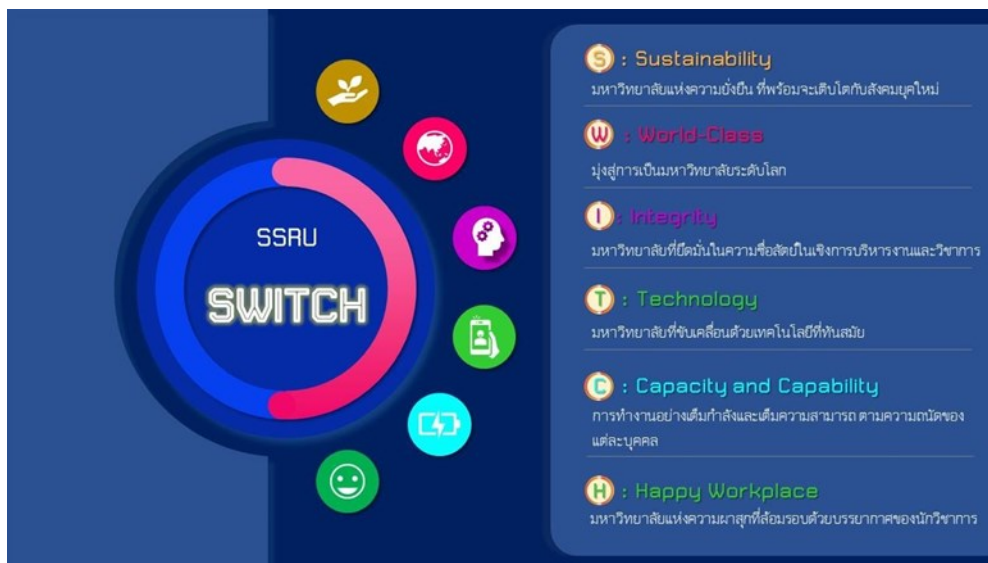 SSRU
SWITCH
S : Sustainability
มหาวิทยาลัยแห่งความยั่งยืน ที่พร้อมจะเติบโตกับสังคมยุคใหม่
W : World-Class
มุ่งสู่การเป็นมหาวิทยาลัยระดับโลก
I : Integrity
มหาวิทยาลัยที่ยึดมั่นในความซื่อสัตย์ในเชิงการบริหารงานและวิชาการ
T : Technology
มหาวิทยาลัยที่ขับเคลื่อนด้วยเทคโนโลยีที่ทันสมัย
C : Capacity and Capability
การทำงานอย่างเต็มกำลังและเต็มความสามารถ ตามความถนัดของ
แต่ละบุคคล
H : Happy Workplace
มหาวิทยาลัยแห่งความผาสุกที่ล้อมรอบด้วยบรรยากาศของนักวิชาการ